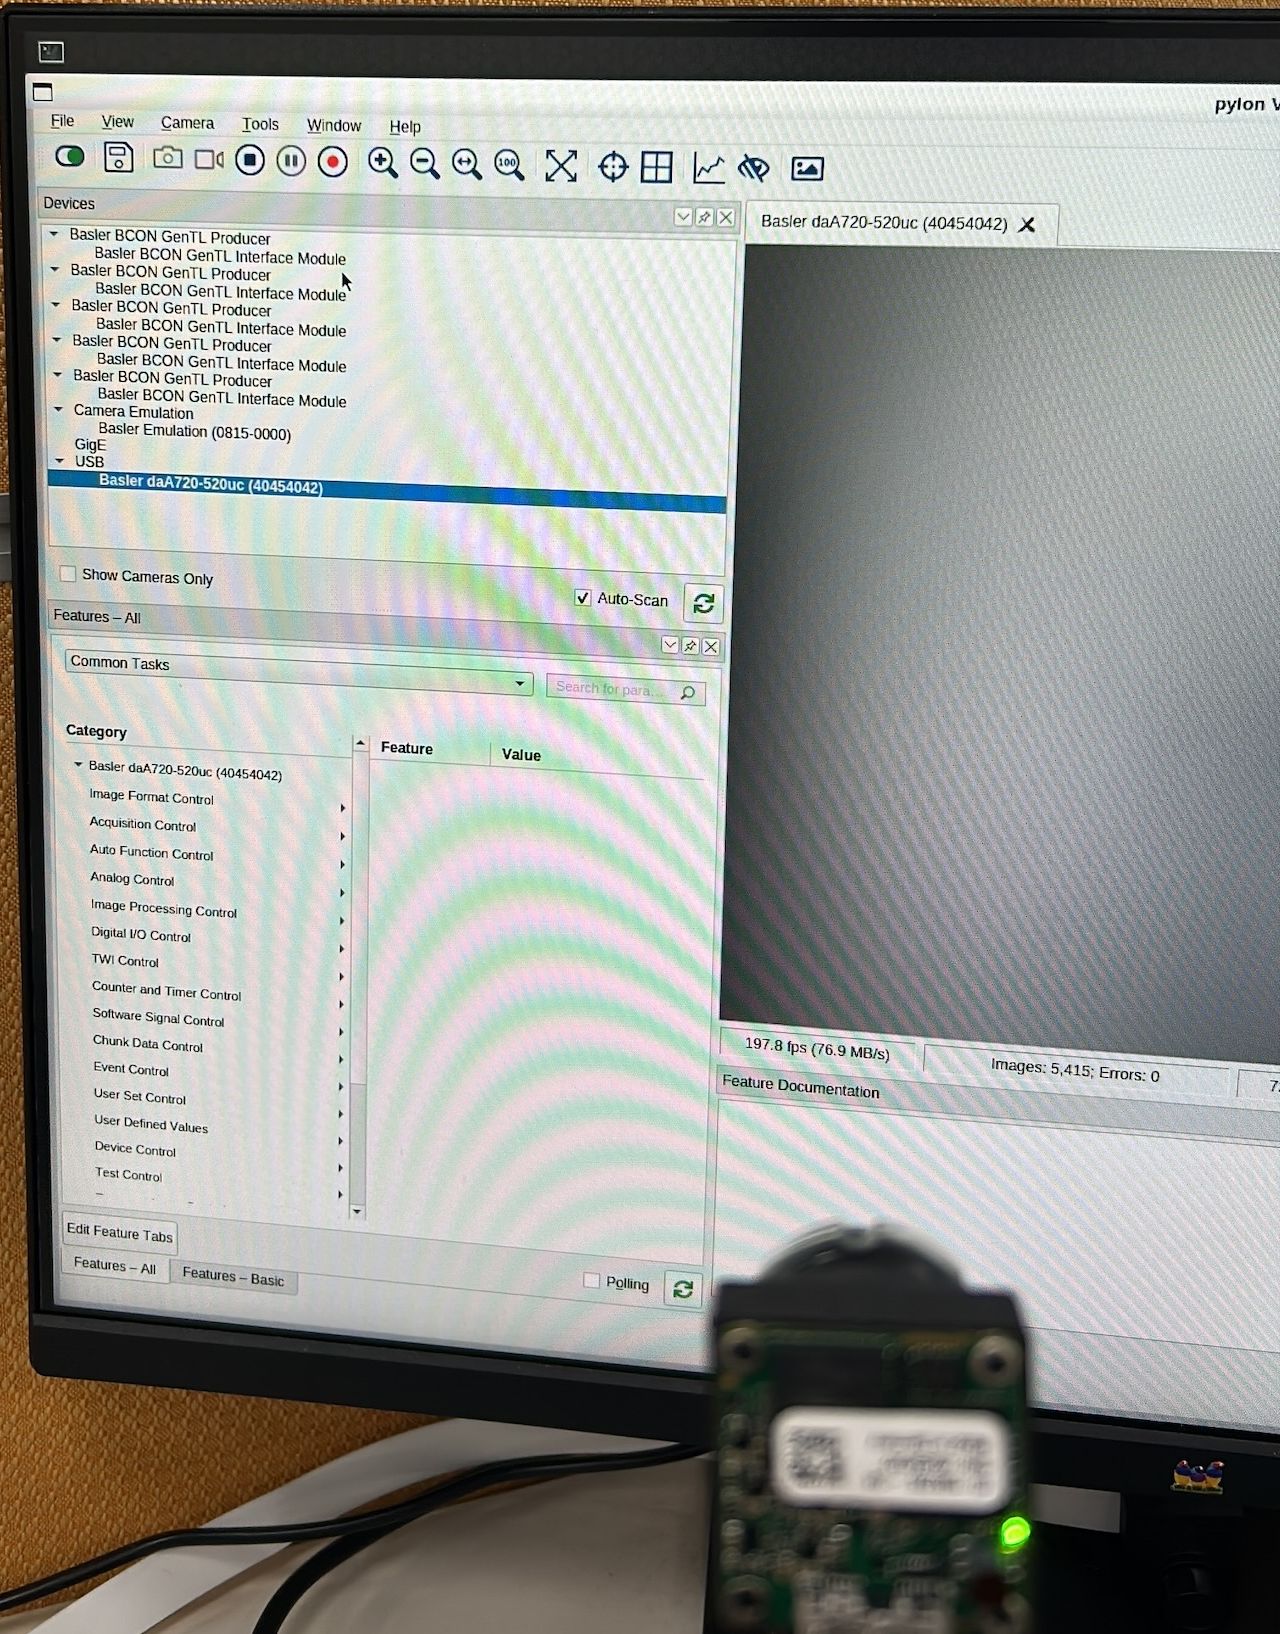 pylon V
File View Camera Tools Window Help
100
Devices
Basler BCON GenTL Producer
Basler BCON GenTL Interface Module
Basler BCON GenTL Producer
Basler BCON GenTL Interface Module
Basler BCON GenTL Producer
Basler BCON GenTL Interface Module
Basler BCON GenTL Producer
Basler BCON GenTL Interface Module
Basler BCON GenTL Producer
Basler BCON GenTL Interface Module
Camera Emulation
Basler Emulation (0815-0000)
GigE
USB
Basler daA720-520uc (40454042)
Show Cameras Only
Auto-Scan
Features – All
Common Tasks
Search for para...
Category
Feature Value
Basler daA720-520uc (40454042)
Image Format Control
Acquisition Control
Auto Function Control
Analog Control
Image Processing Control
Digital I/O Control
TWI Control
Counter and Timer Control
Software Signal Control
Chunk Data Control
Event Control
User Set Control
User Defined Values
Device Control
Test Control
Edit Feature Tabs
Features – All Features – Basic
Polling
Basler daA720-520uc (40454042)
197.8 fps (76.9 MB/s)
Images: 5,415; Errors: 0
72
Feature Documentation